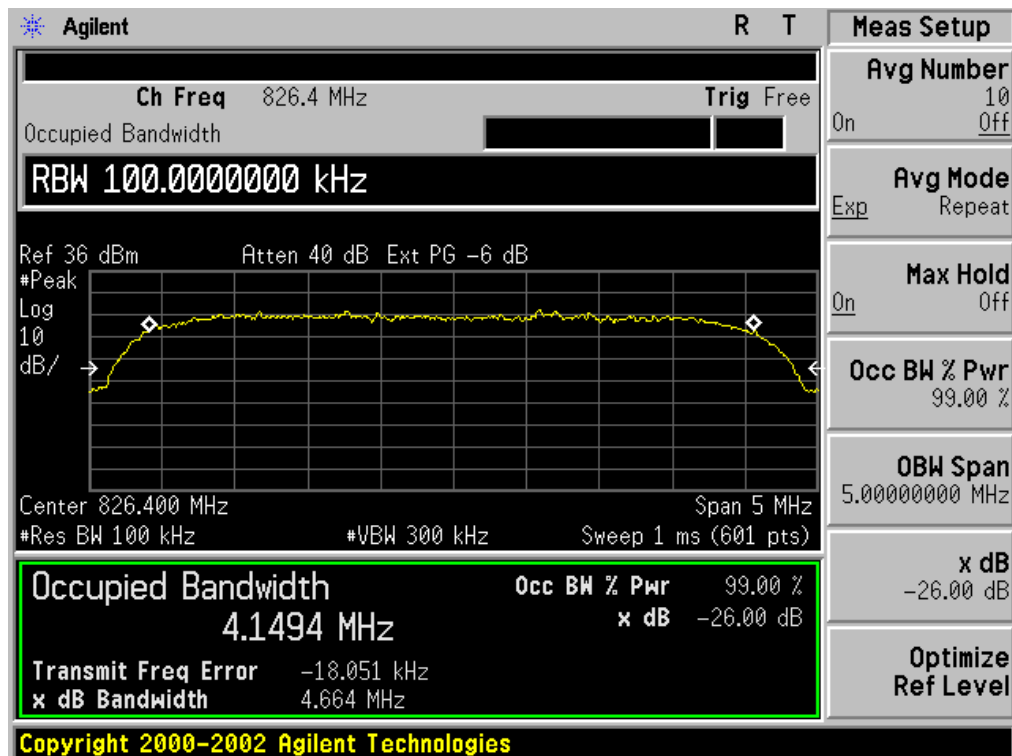 Agilent R T Meas Setup
Ch Freq 826.4 MHz Trig Free
Occupied Bandwidth
RBW 100.0000000 kHz
Ref 36 dBm Atten 40 dB Ext PG -6 dB
#Peak
Log
10
dB/
Center 826.400 MHz Span 5 MHz
#Res BW 100 kHz #VBW 300 kHz Sweep 1 ms (601 pts)
Occupied Bandwidth Occ BW % Pwr 99.00 %
4.1494 MHz x dB -26.00 dB
Transmit Freq Error -18.051 kHz
x dB Bandwidth 4.664 MHz
Avg Number
10
On Off
Avg Mode
Exp Repeat
Max Hold
On Off
Occ BW % Pwr
99.00 %
OBW Span
5.00000000 MHz
x dB
-26.00 dB
Optimize
Ref Level
Copyright 2000-2002 Agilent Technologies